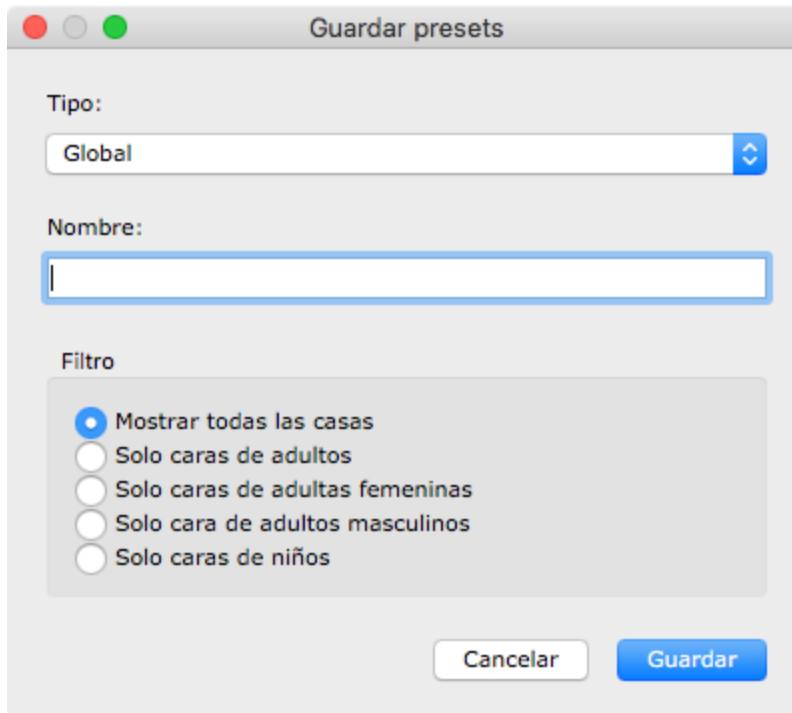 Guardar presets
Tipo:
Global
Nombre:
Filtro
Mostrar todas las casas
Solo caras de adultos
Solo caras de adultas femeninas
Solo cara de adultos masculinos
Solo caras de niños
Cancelar
Guardar